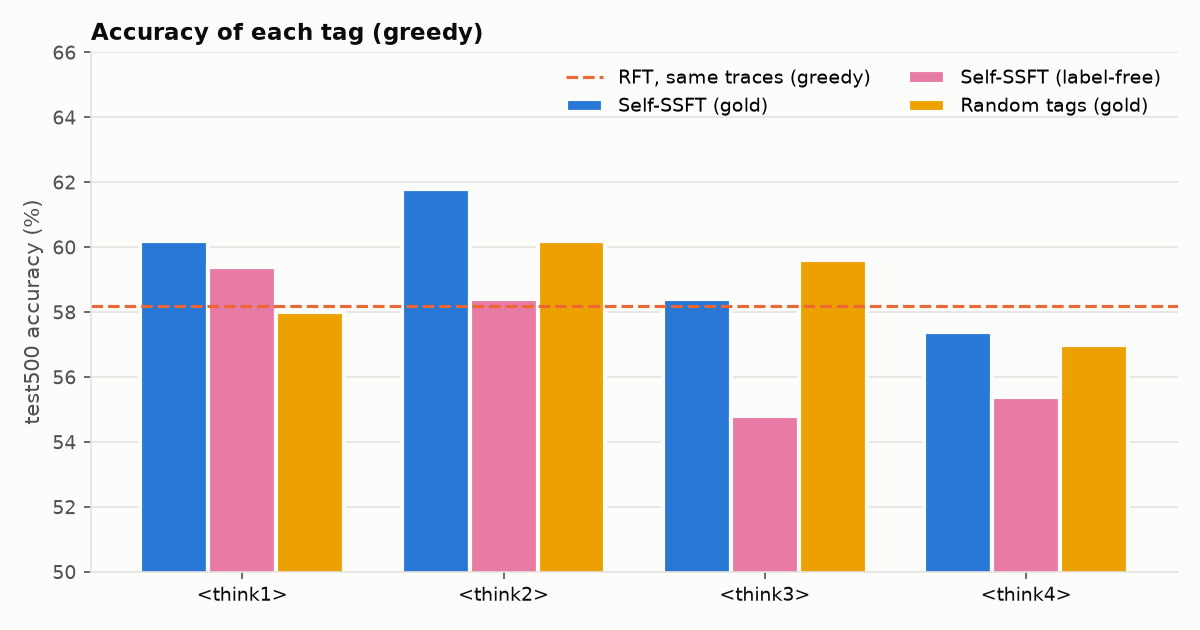 Accuracy of each tag (greedy)
RFT, same traces (greedy)
Self-SSFT (gold)
Self-SSFT (label-free)
Random tags (gold)
test500 accuracy (%)
66
64
62
60
58
56
54
52
50
<think1>
<think2>
<think3>
<think4>